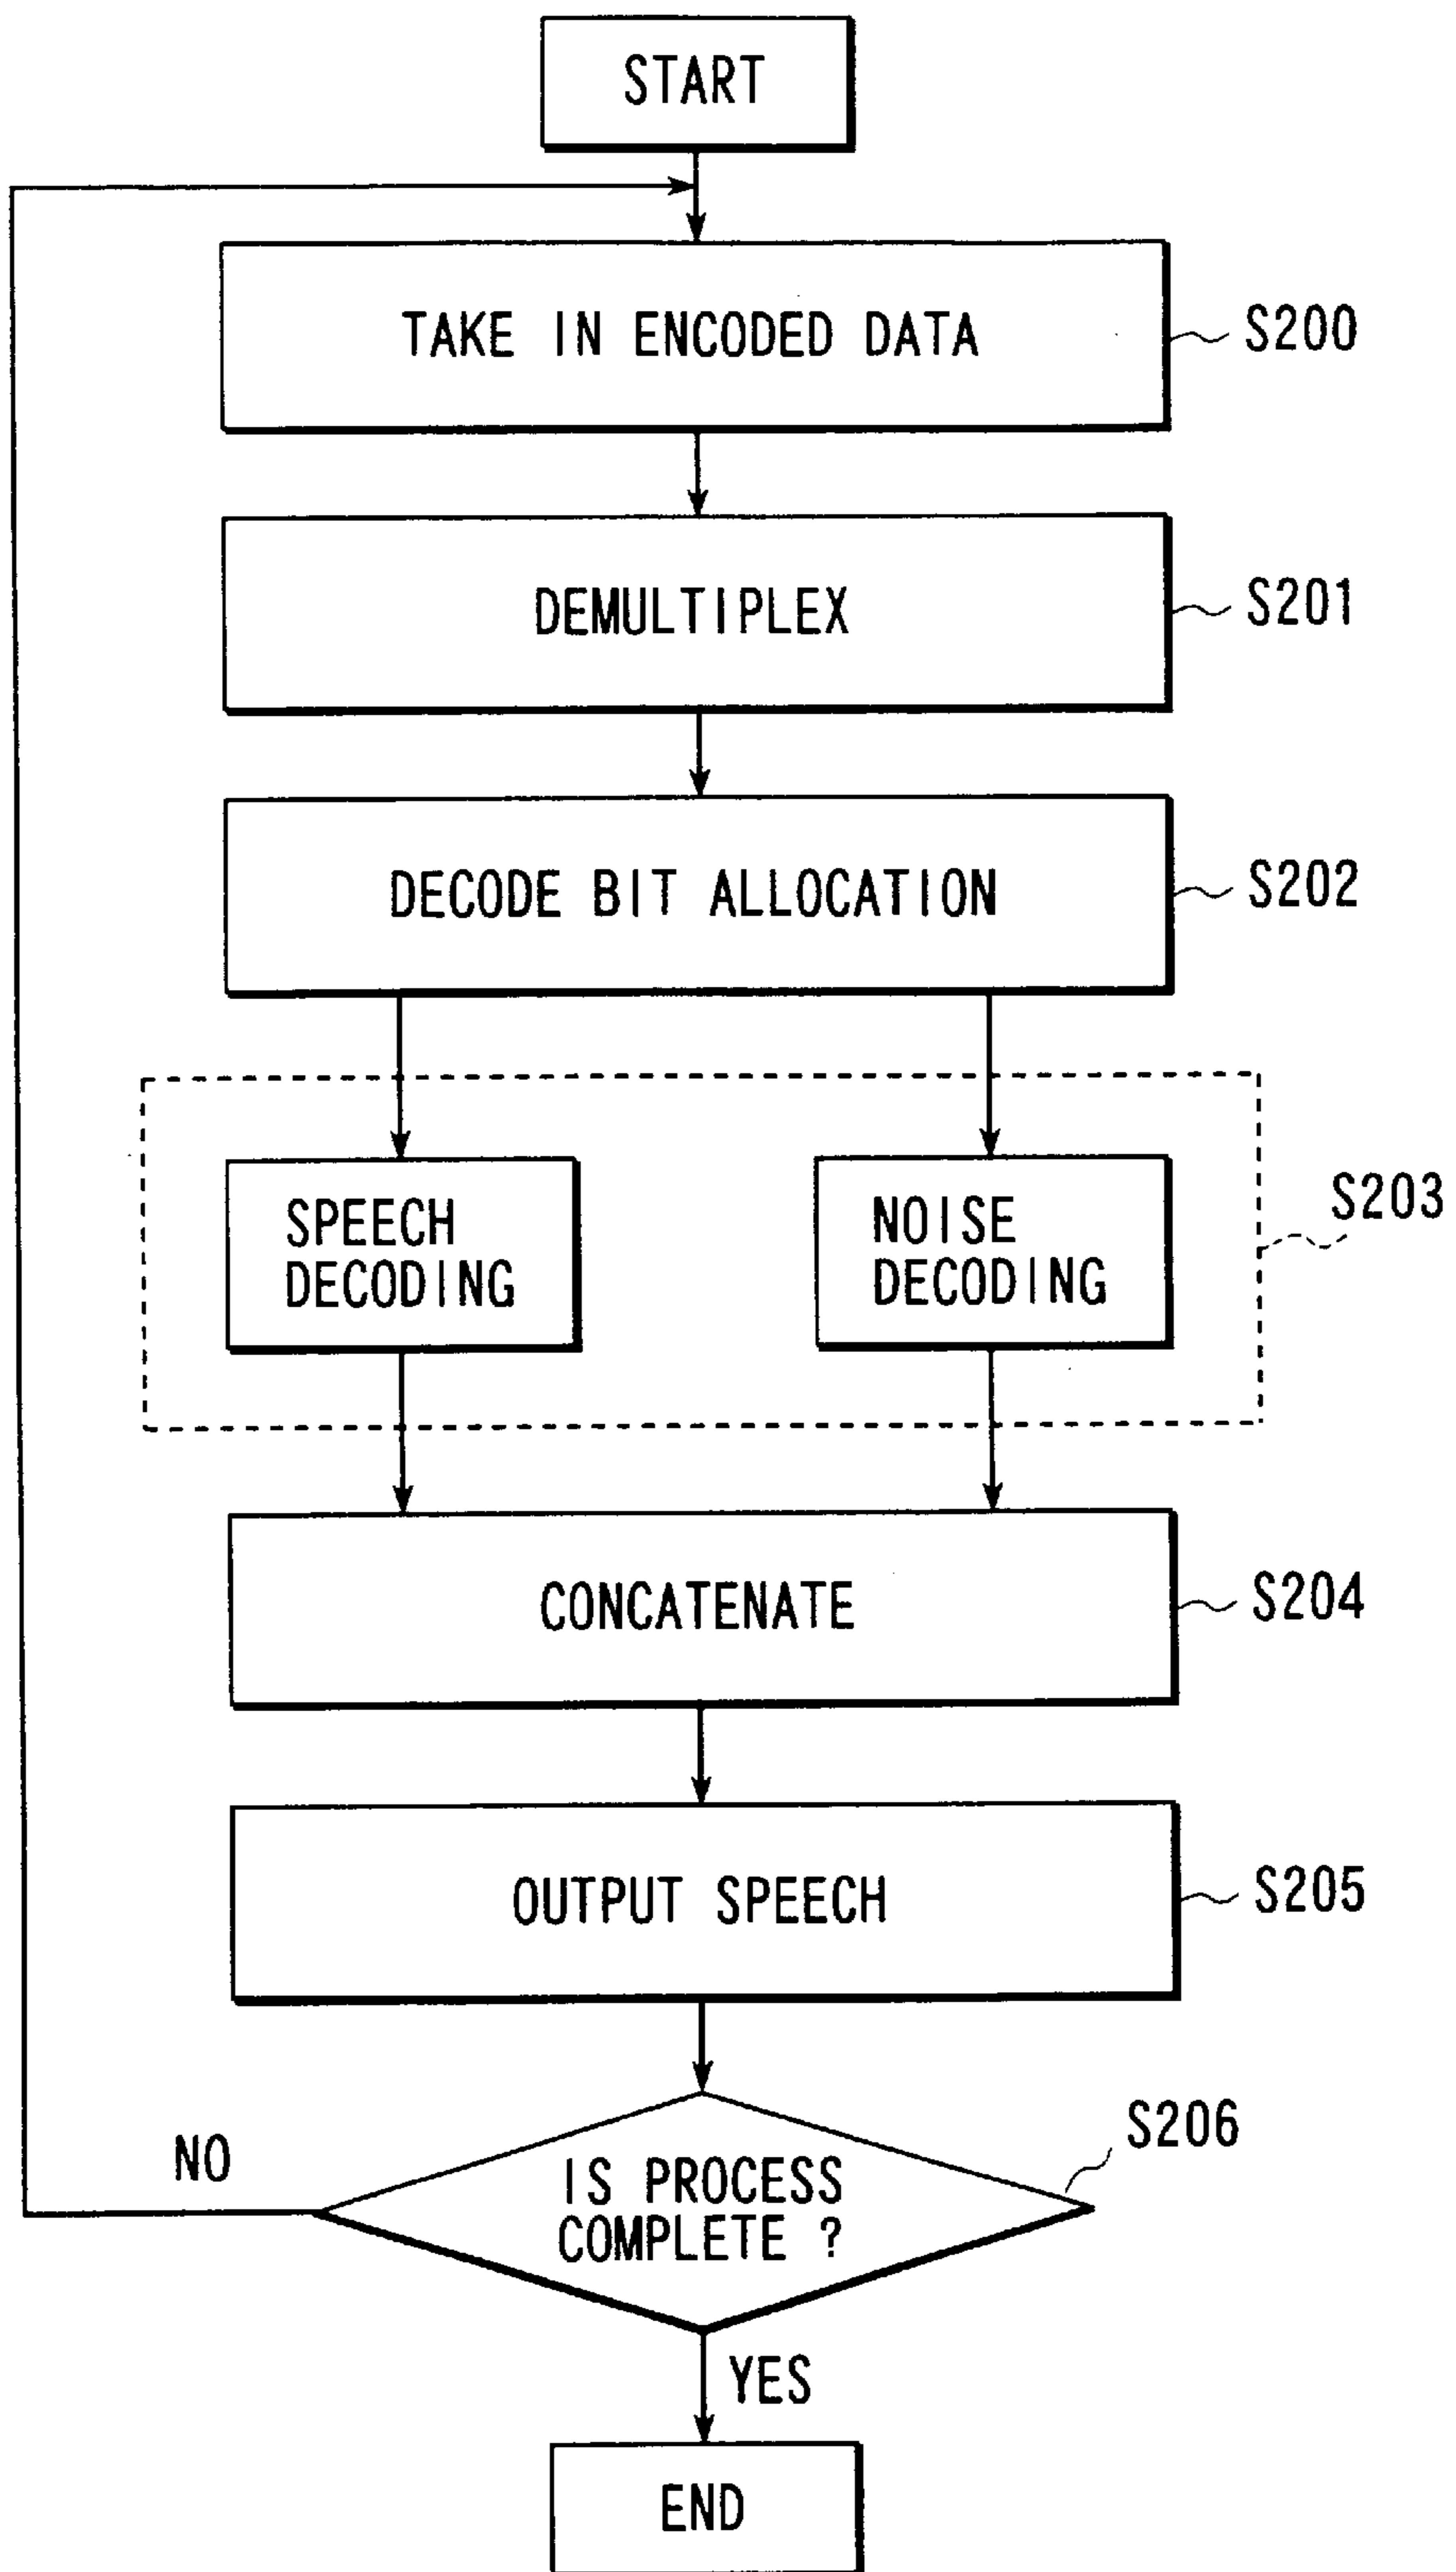 START
TAKE IN ENCODED DATA
S200
DEMULTIPLEX
S201
DECODE BIT ALLOCATION
S202
SPEECH
DECODING
NOISE
DECODING
S203
CONCATENATE
S204
OUTPUT SPEECH
S205
IS PROCESS
COMPLETE ?
S206
NO
YES
END